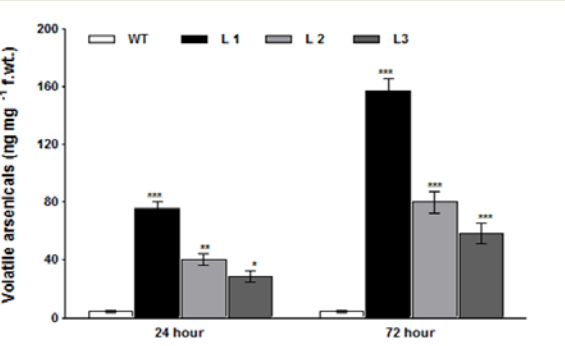 Volatile arsenicals (ng mg ⁻¹ f.wt.)
200
160
120
80
40
0
WT L 1 L 2 L3
*** ** * *** *** ***
24 hour 72 hour